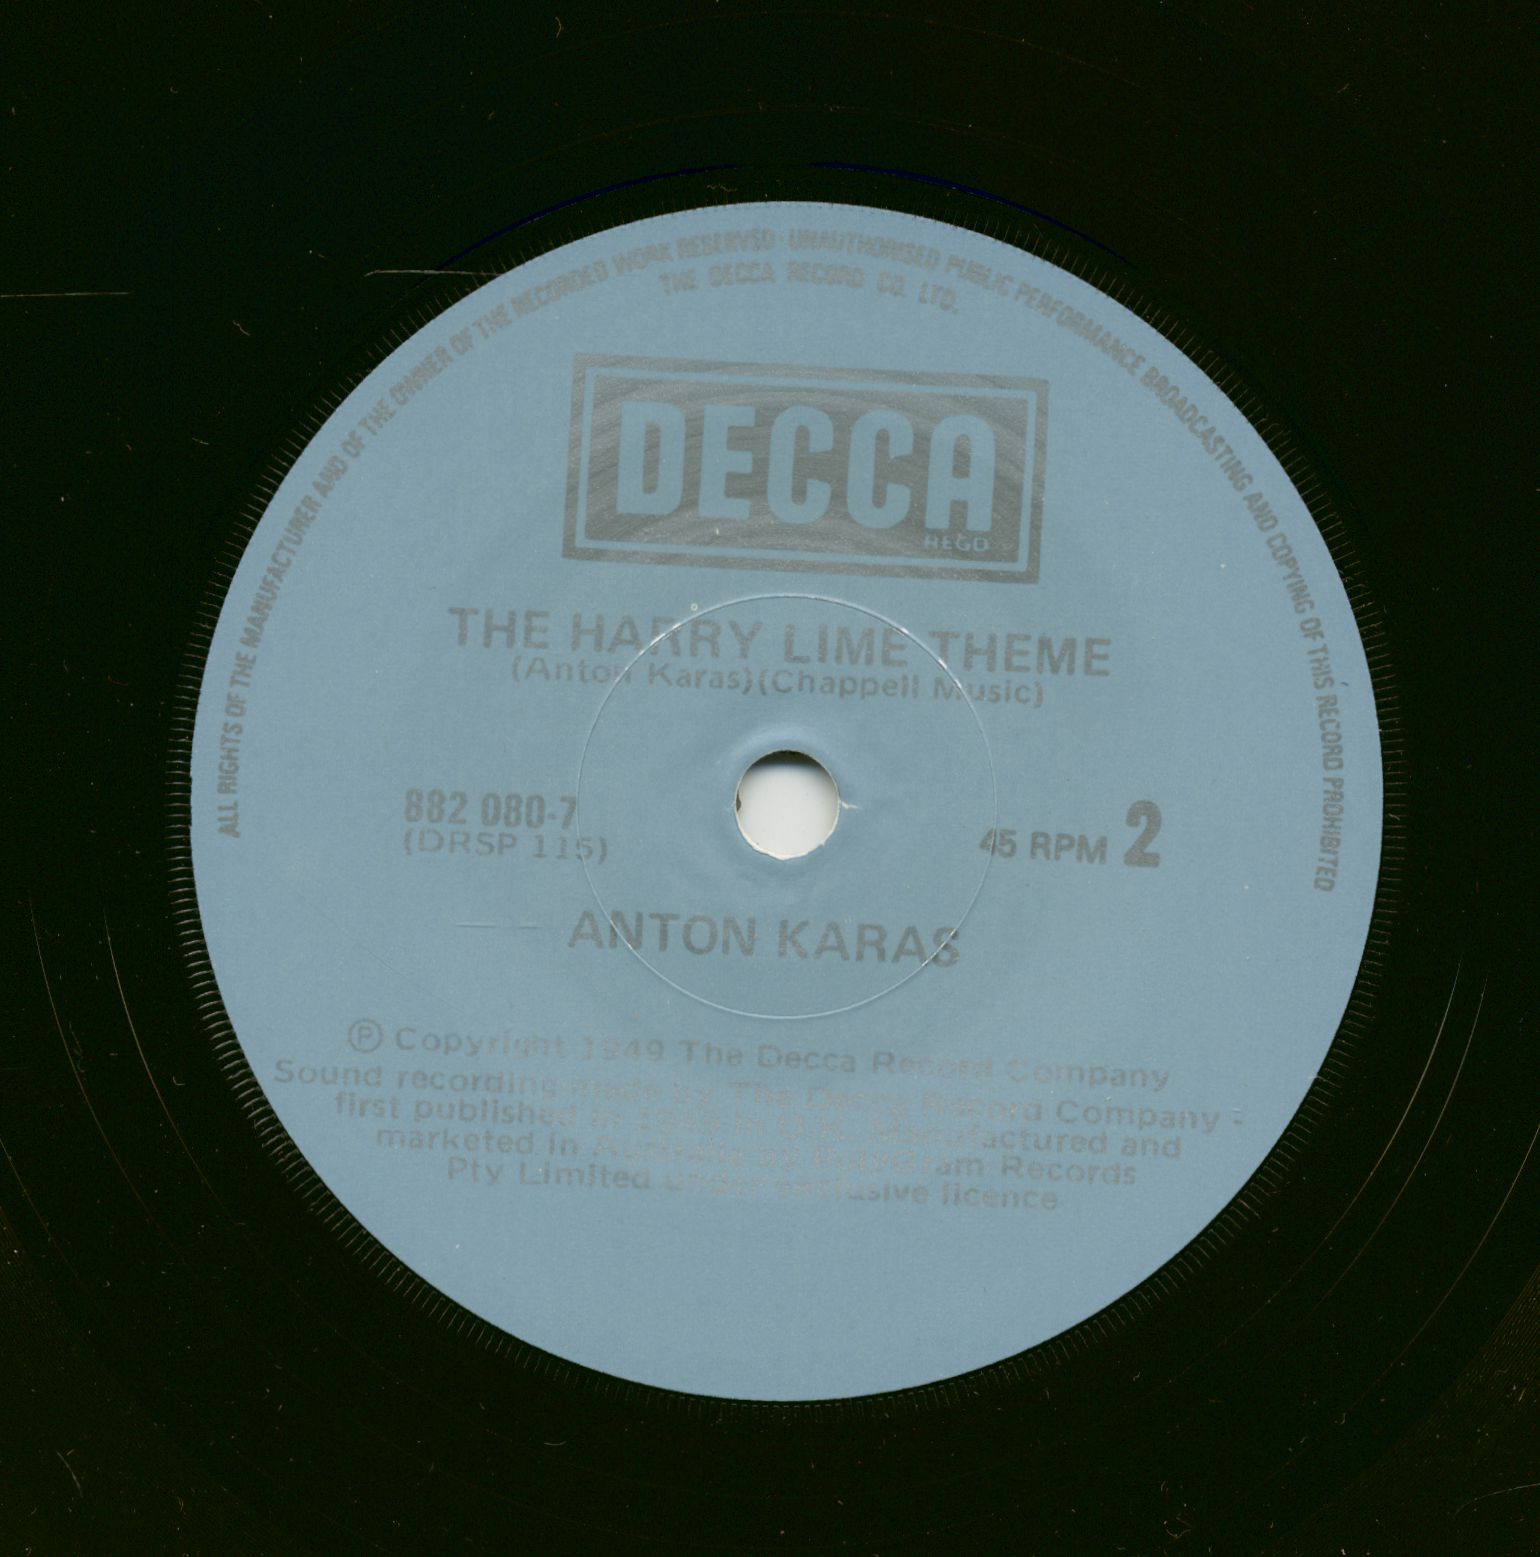 ALL RIGHTS OF THE MANUFACTURER AND OF THE OWNER OF THE RECORDED WORK RESERVED · UNAUTHORISED PUBLIC PERFORMANCE BROADCASTING AND COPYING OF THIS RECORD PROHIBITED
THE DECCA RECORD CO. LTD.
DECCA
REGD
THE HARRY LIME THEME
(Anton Karas)(Chappell Music)
882 080-7
(DRSP 115)
45 RPM 2
ANTON KARAS
Ⓟ Copyright 1949 The Decca Record Company
Sound recording made by The Decca Record Company -
first published in 1949 in U.K. Manufactured and
marketed in Australia by PolyGram Records
Pty Limited under exclusive licence